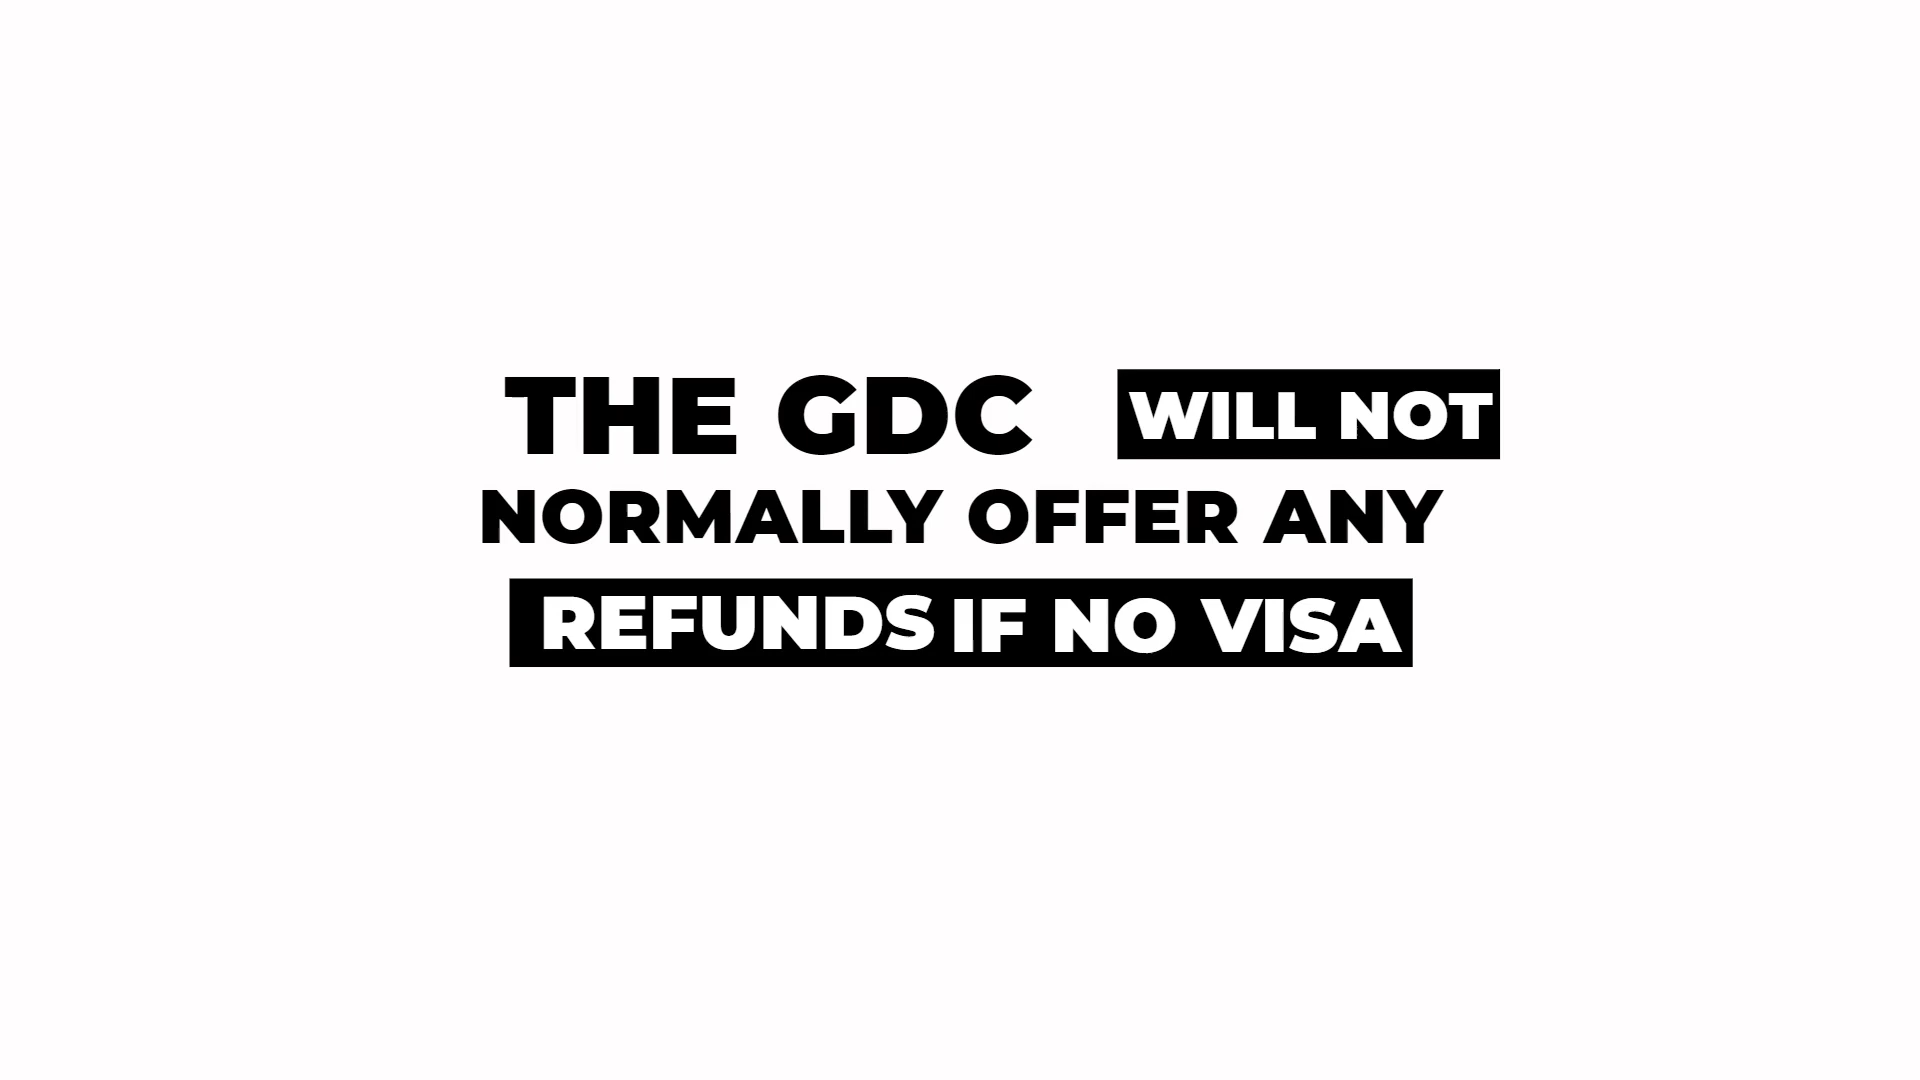 THE GDC WILL NOT
NORMALLY OFFER ANY
REFUNDS IF NO VISA